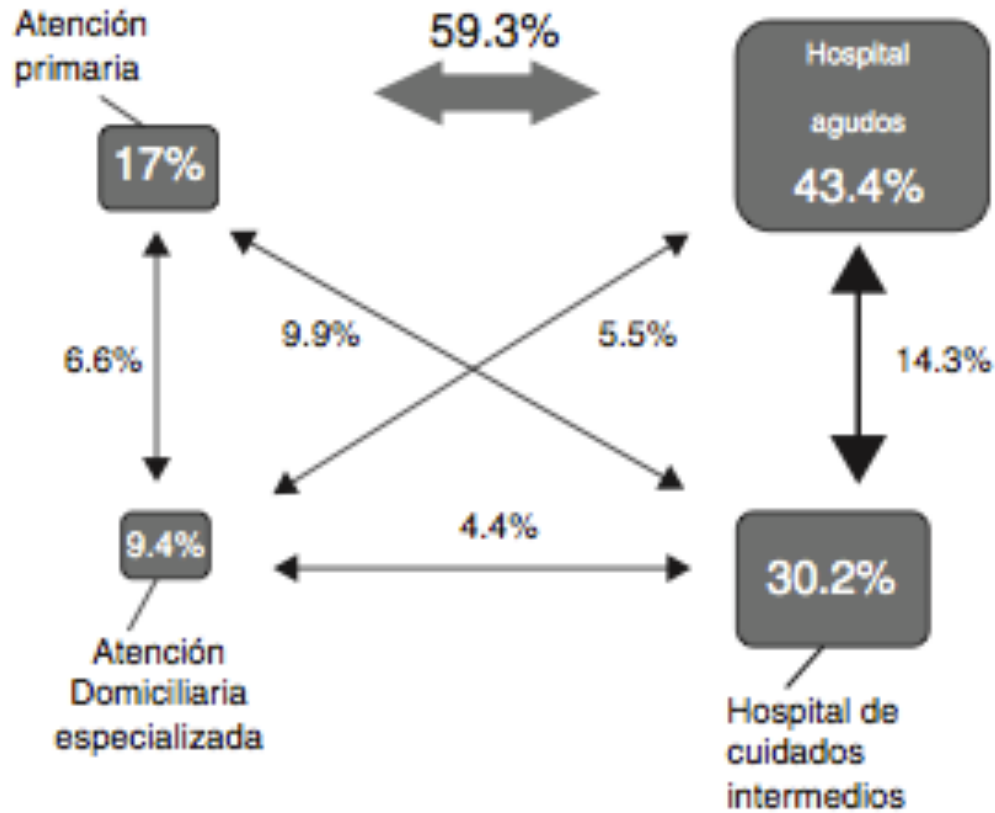 Atención
primaria
17%
59.3%
Hospital
agudos
43.4%
6.6%
9.9%
5.5%
14.3%
9.4%
4.4%
30.2%
Atención
Domiciliaria
especializada
Hospital de
cuidados
intermedios